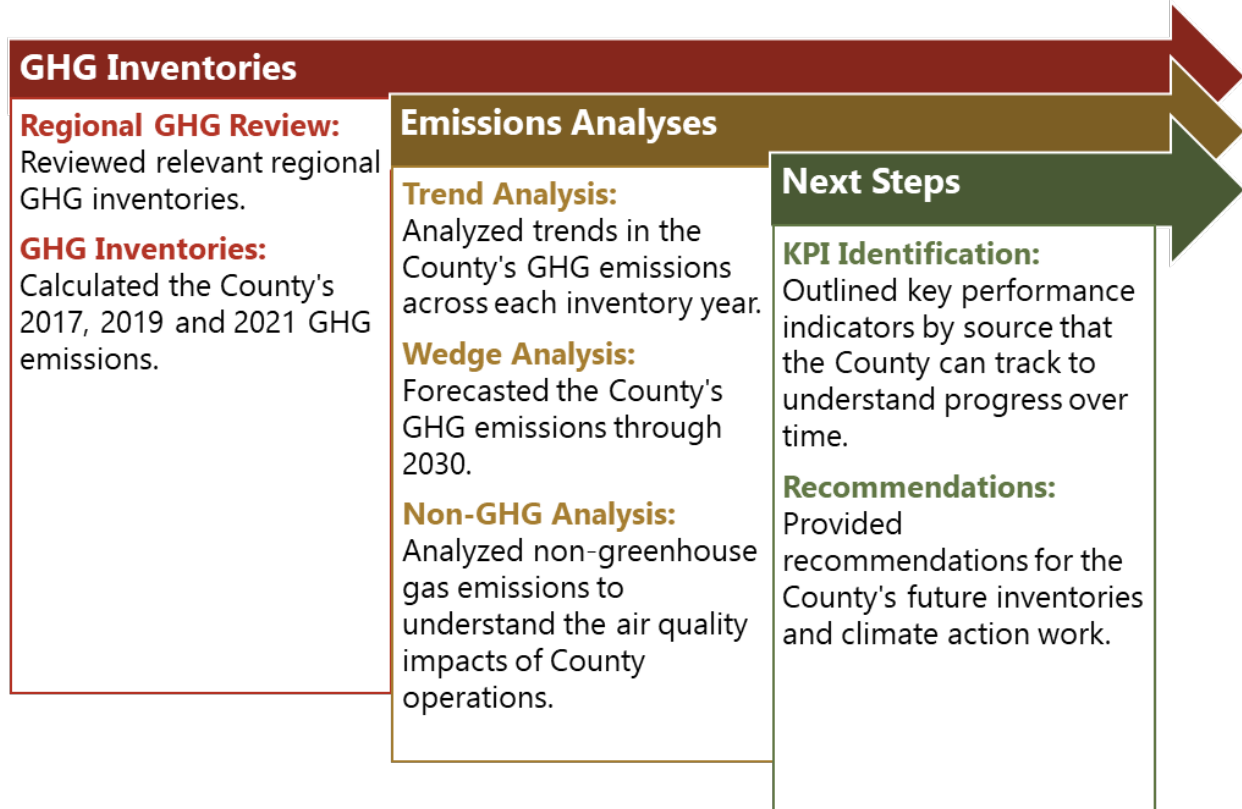 GHG Inventories
Regional GHG Review:
Reviewed relevant regional
GHG inventories.
GHG Inventories:
Calculated the County's
2017, 2019 and 2021 GHG
emissions.
Emissions Analyses
Trend Analysis:
Analyzed trends in the
County's GHG emissions
across each inventory year.
Wedge Analysis:
Forecasted the County's
GHG emissions through
2030.
Non-GHG Analysis:
Analyzed non-greenhouse
gas emissions to
understand the air quality
impacts of County
operations.
Next Steps
KPI Identification:
Outlined key performance
indicators by source that
the County can track to
understand progress over
time.
Recommendations:
Provided
recommendations for the
County's future inventories
and climate action work.